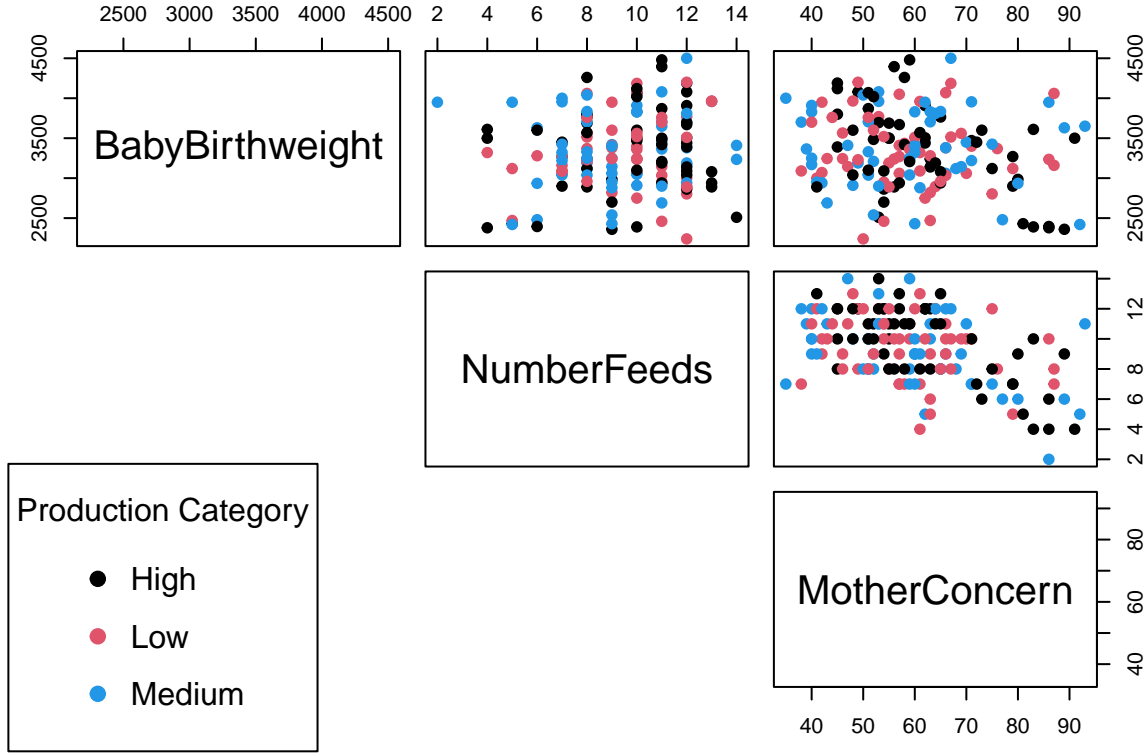 2500 3000 3500 4000 4500
2 4 6 8 10 12 14
40 50 60 70 80 90
2500 3500 4500
BabyBirthweight
2500 3500 4500
NumberFeeds
2 4 6 8 12
Production Category
High
Low
Medium
MotherConcern
40 60 80
40 50 60 70 80 90